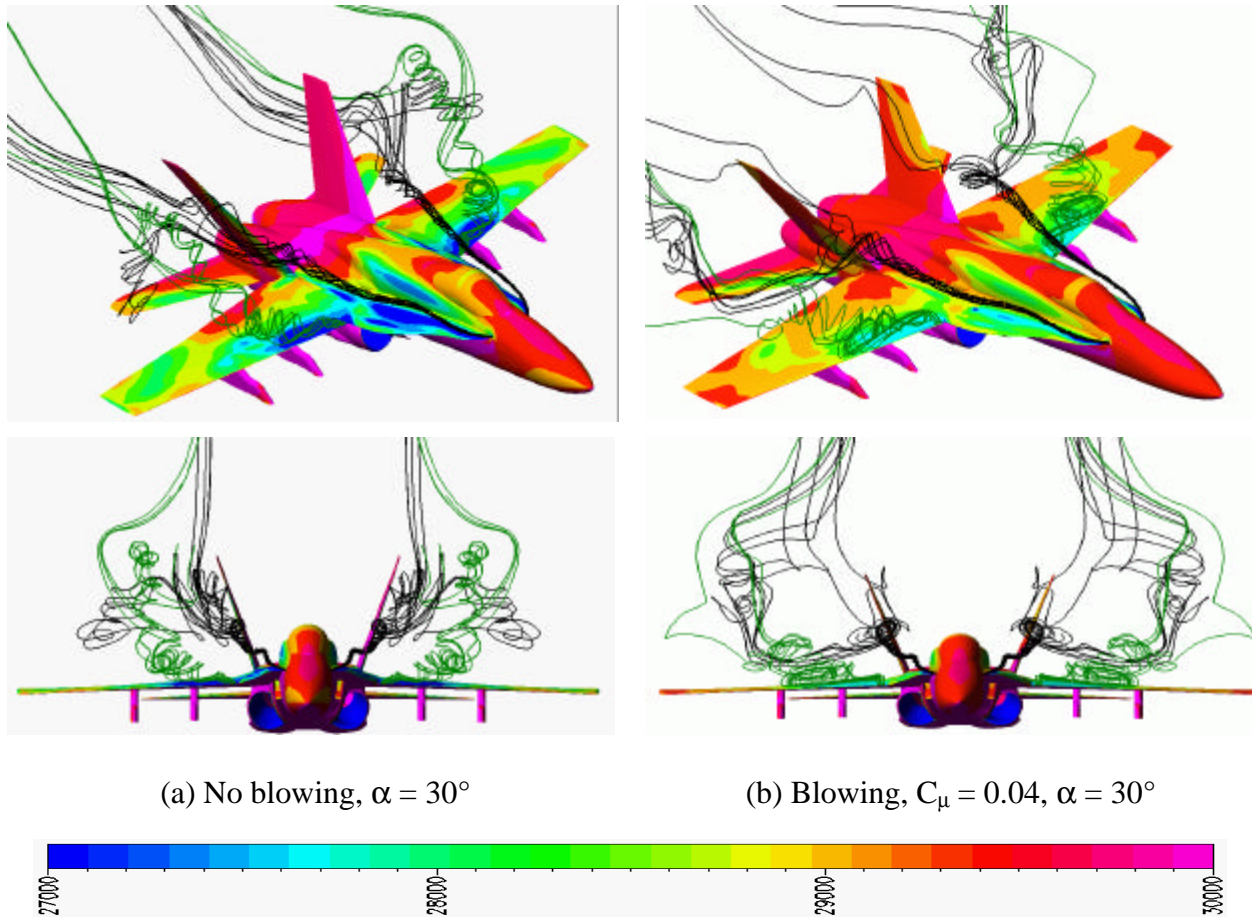 (a) No blowing, α = 30°
(b) Blowing, Cμ = 0.04, α = 30°
27000
28000
29000
30000